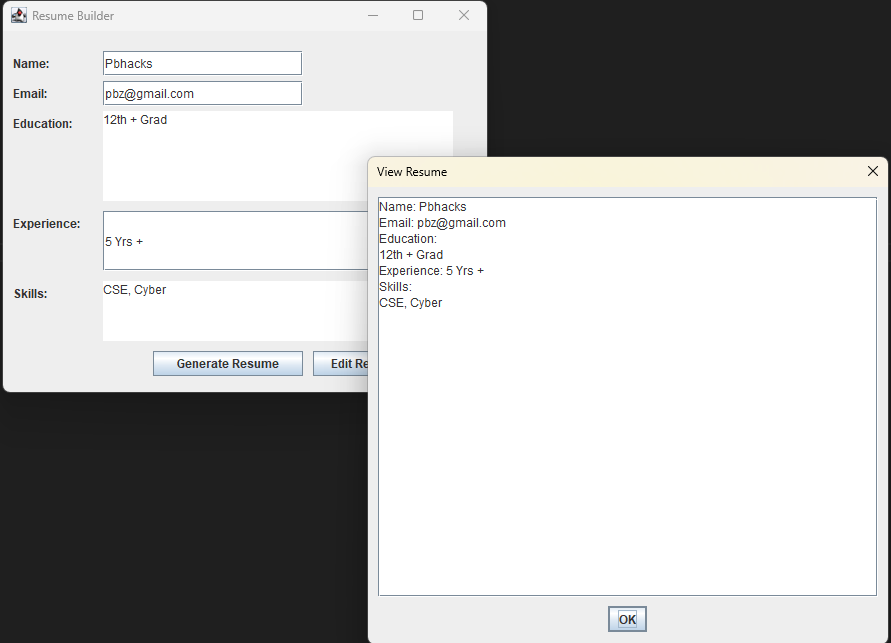 Resume Builder
Name: Pbhacks
Email: pbz@gmail.com
Education: 12th + Grad
Experience: 5 Yrs +
Skills: CSE, Cyber
Generate Resume Edit Re
View Resume
Name: Pbhacks
Email: pbz@gmail.com
Education:
12th + Grad
Experience: 5 Yrs +
Skills:
CSE, Cyber
OK